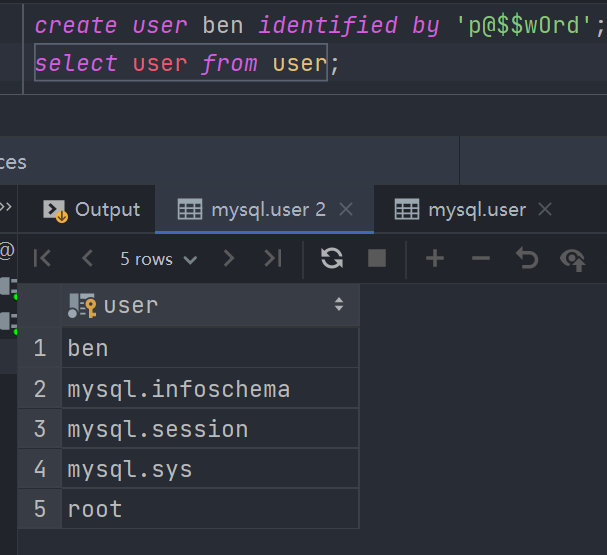 create user ben identified by 'p@$$w0rd';
select user from user;
ces
Output
mysql.user 2
mysql.user
@
5 rows
user
1 ben
2 mysql.infoschema
3 mysql.session
4 mysql.sys
5 root